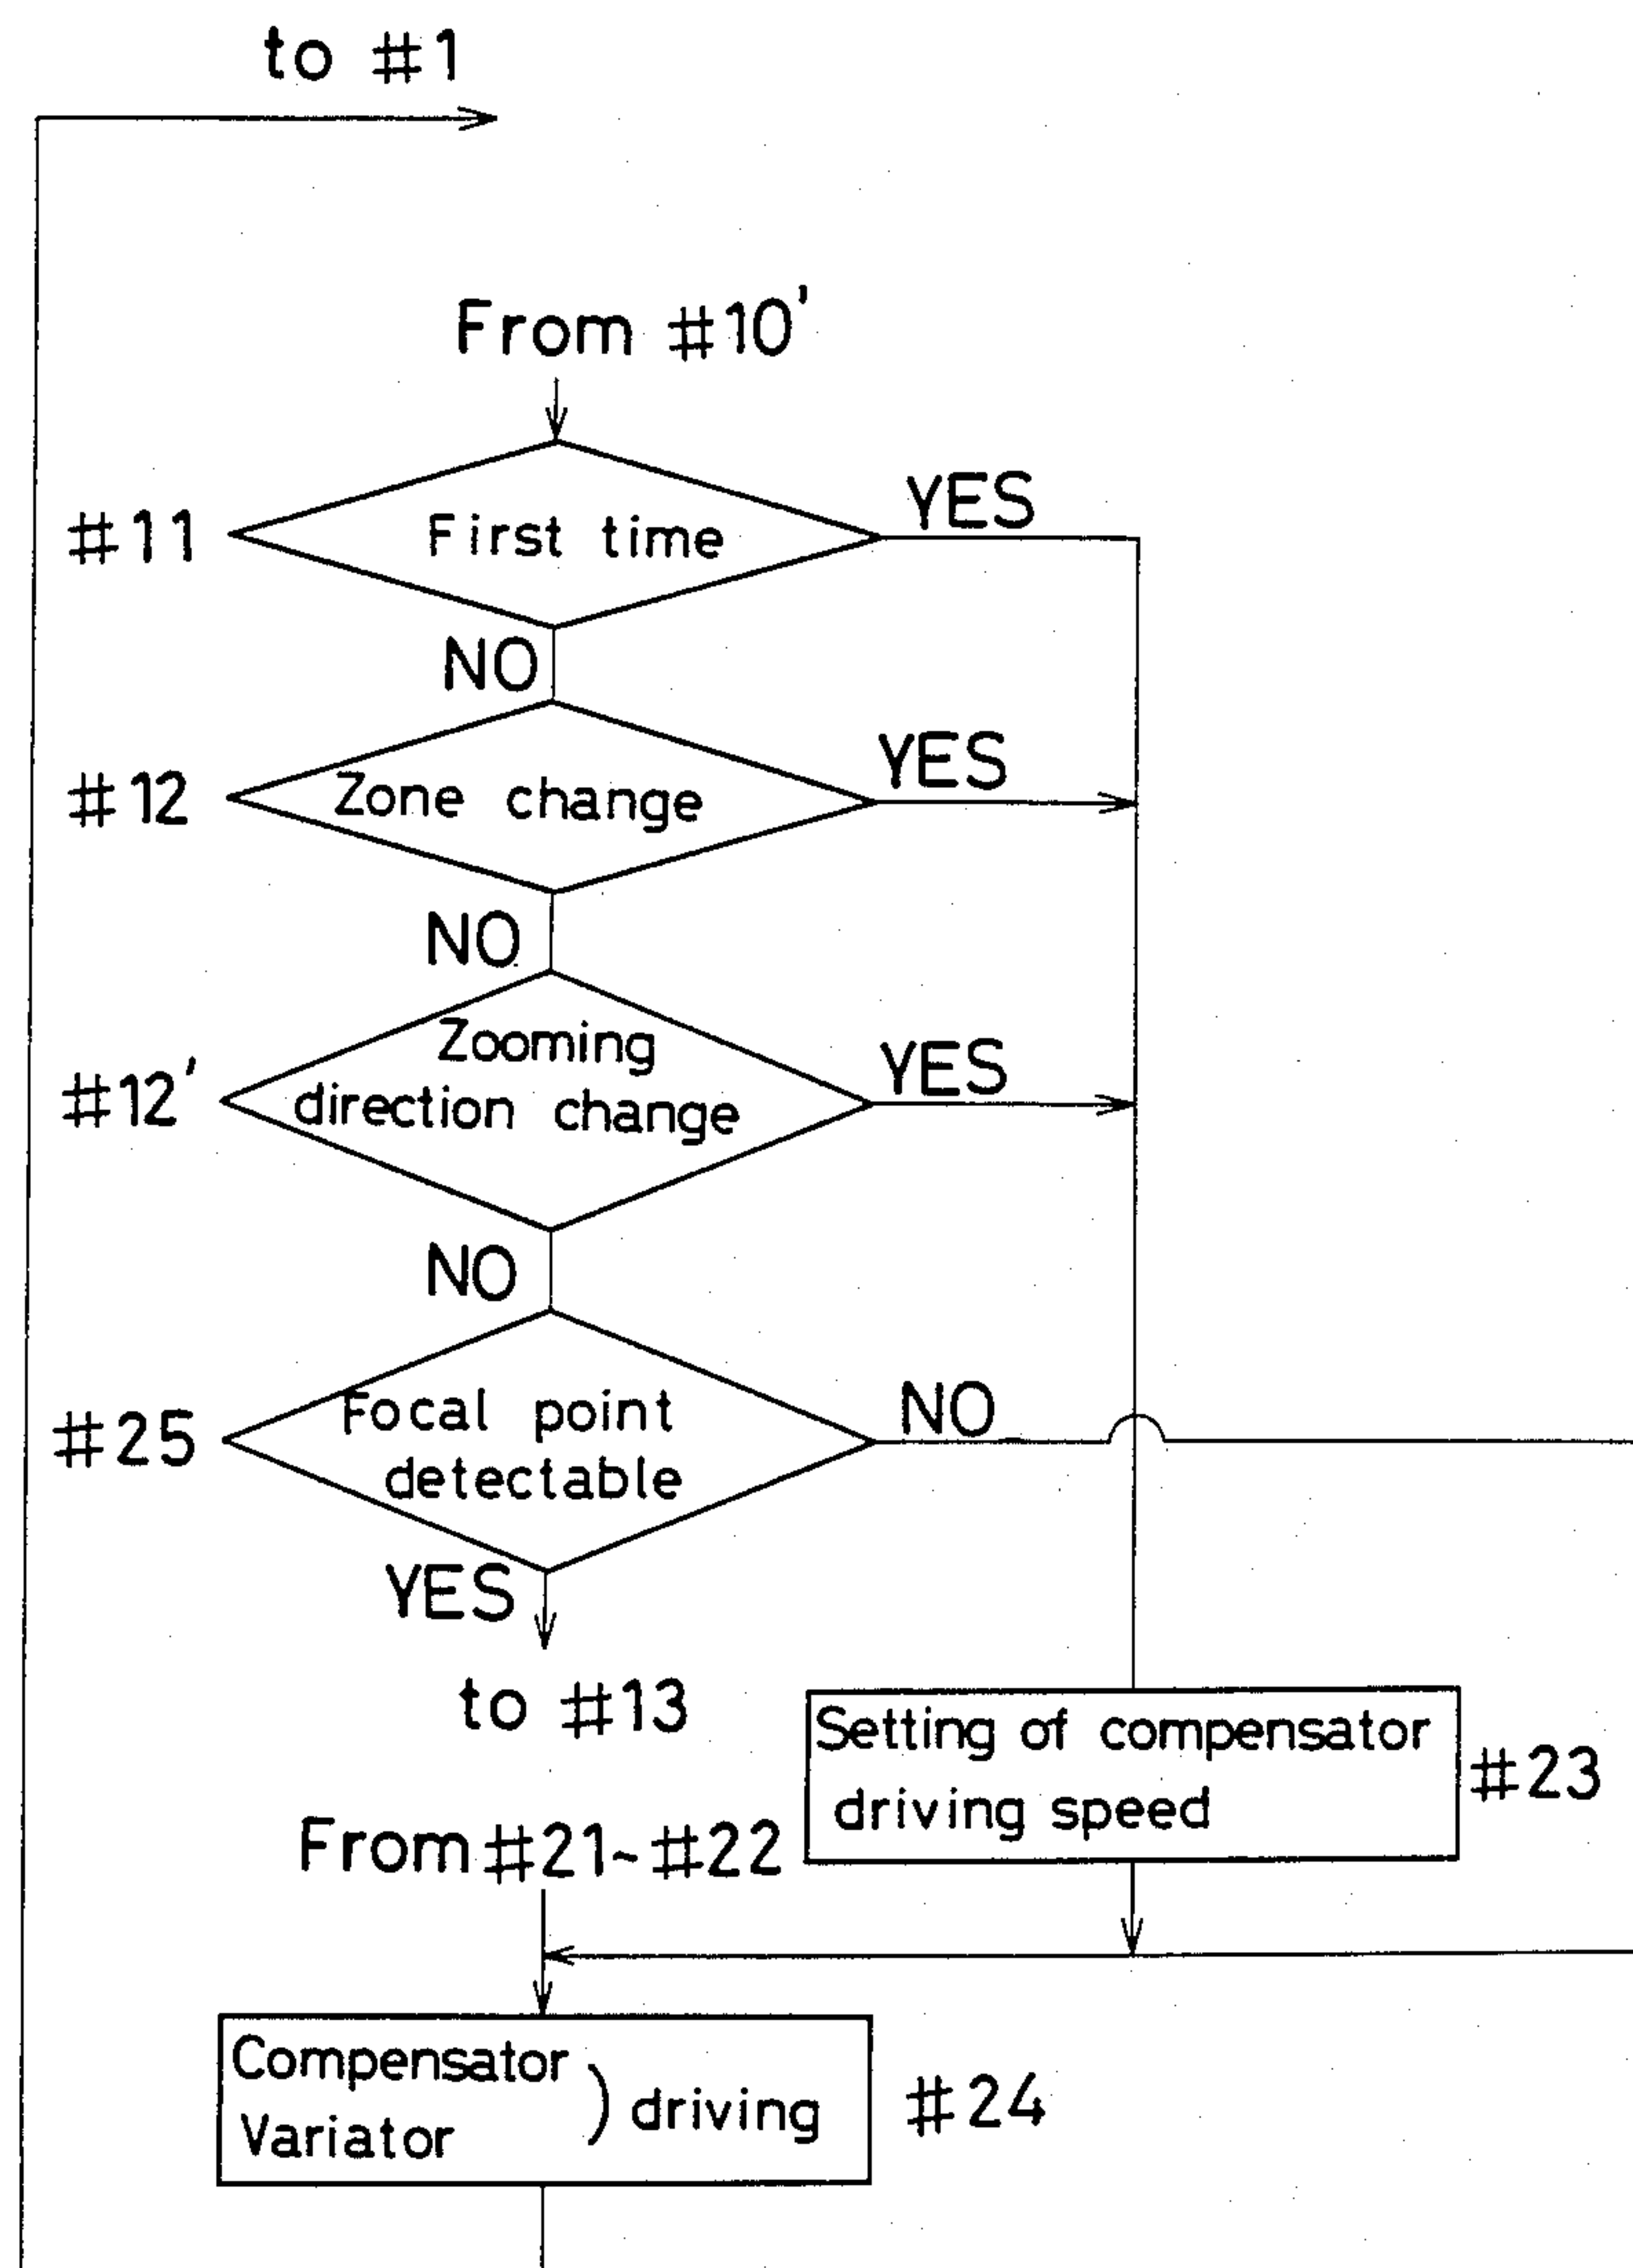 to #1
From #10'
#11
First time
YES
NO
#12
Zone change
YES
NO
#12'
Zooming
direction change
YES
NO
#25
Focal point
detectable
NO
YES
to #13
Setting of compensator
driving speed
#23
From #21~#22
Compensator
Variator
) driving
#24